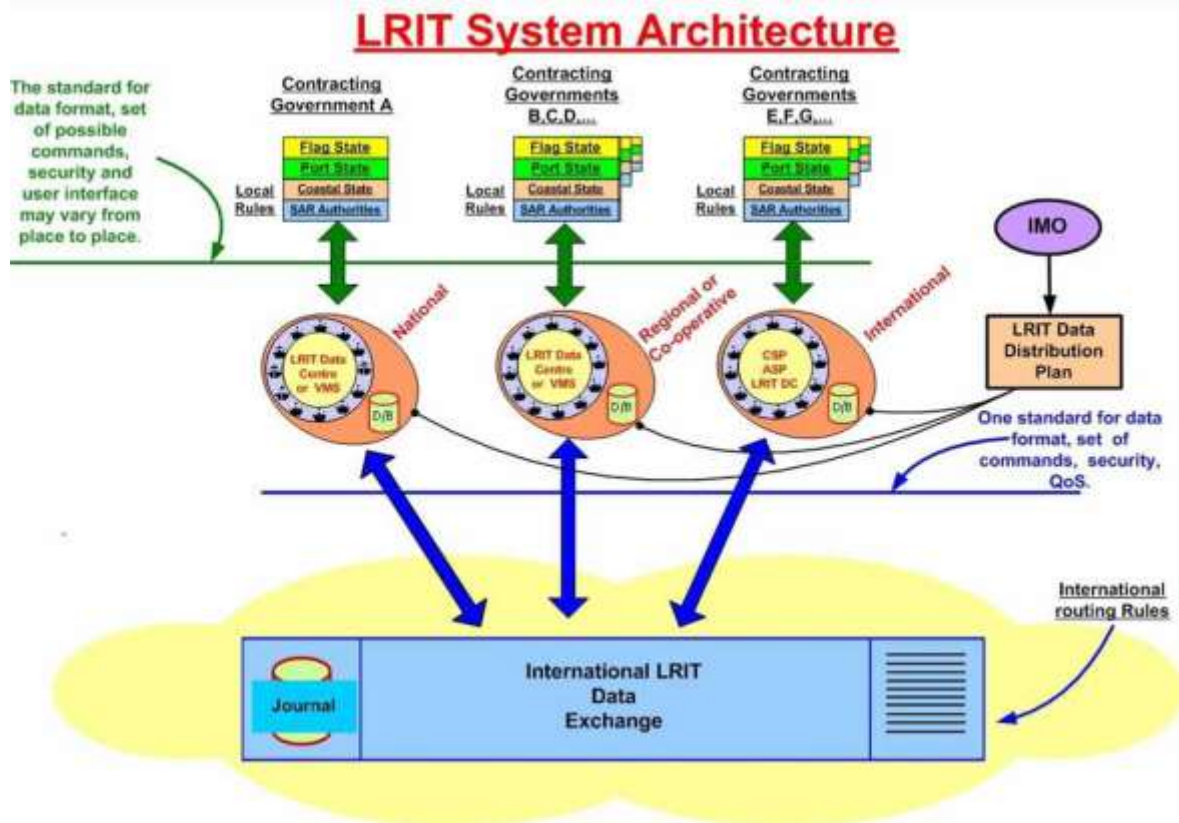 LRIT System Architecture
The standard for
data format, set
of possible
commands,
security and
user interface
may vary from
place to place.
Contracting
Government A
Flag State
Port State
Coastal State
SAR Authorities
Local
Rules
Contracting
Governments
B,C,D,...
Flag State
Port State
Coastal State
SAR Authorities
Local
Rules
Contracting
Governments
E,F,G,...
Flag State
Port State
Coastal State
SAR Authorities
Local
Rules
IMO
LRIT Data
Distribution
Plan
National
LRIT Data
Centre
or VMS
D/B
Regional or
Co-operative
LRIT Data
Centre
or VMS
D/B
International
CSP
ASP
LRIT DC
D/B
One standard for data
format, set of
commands, security,
QoS.
International
routing Rules
Journal
International LRIT
Data
Exchange